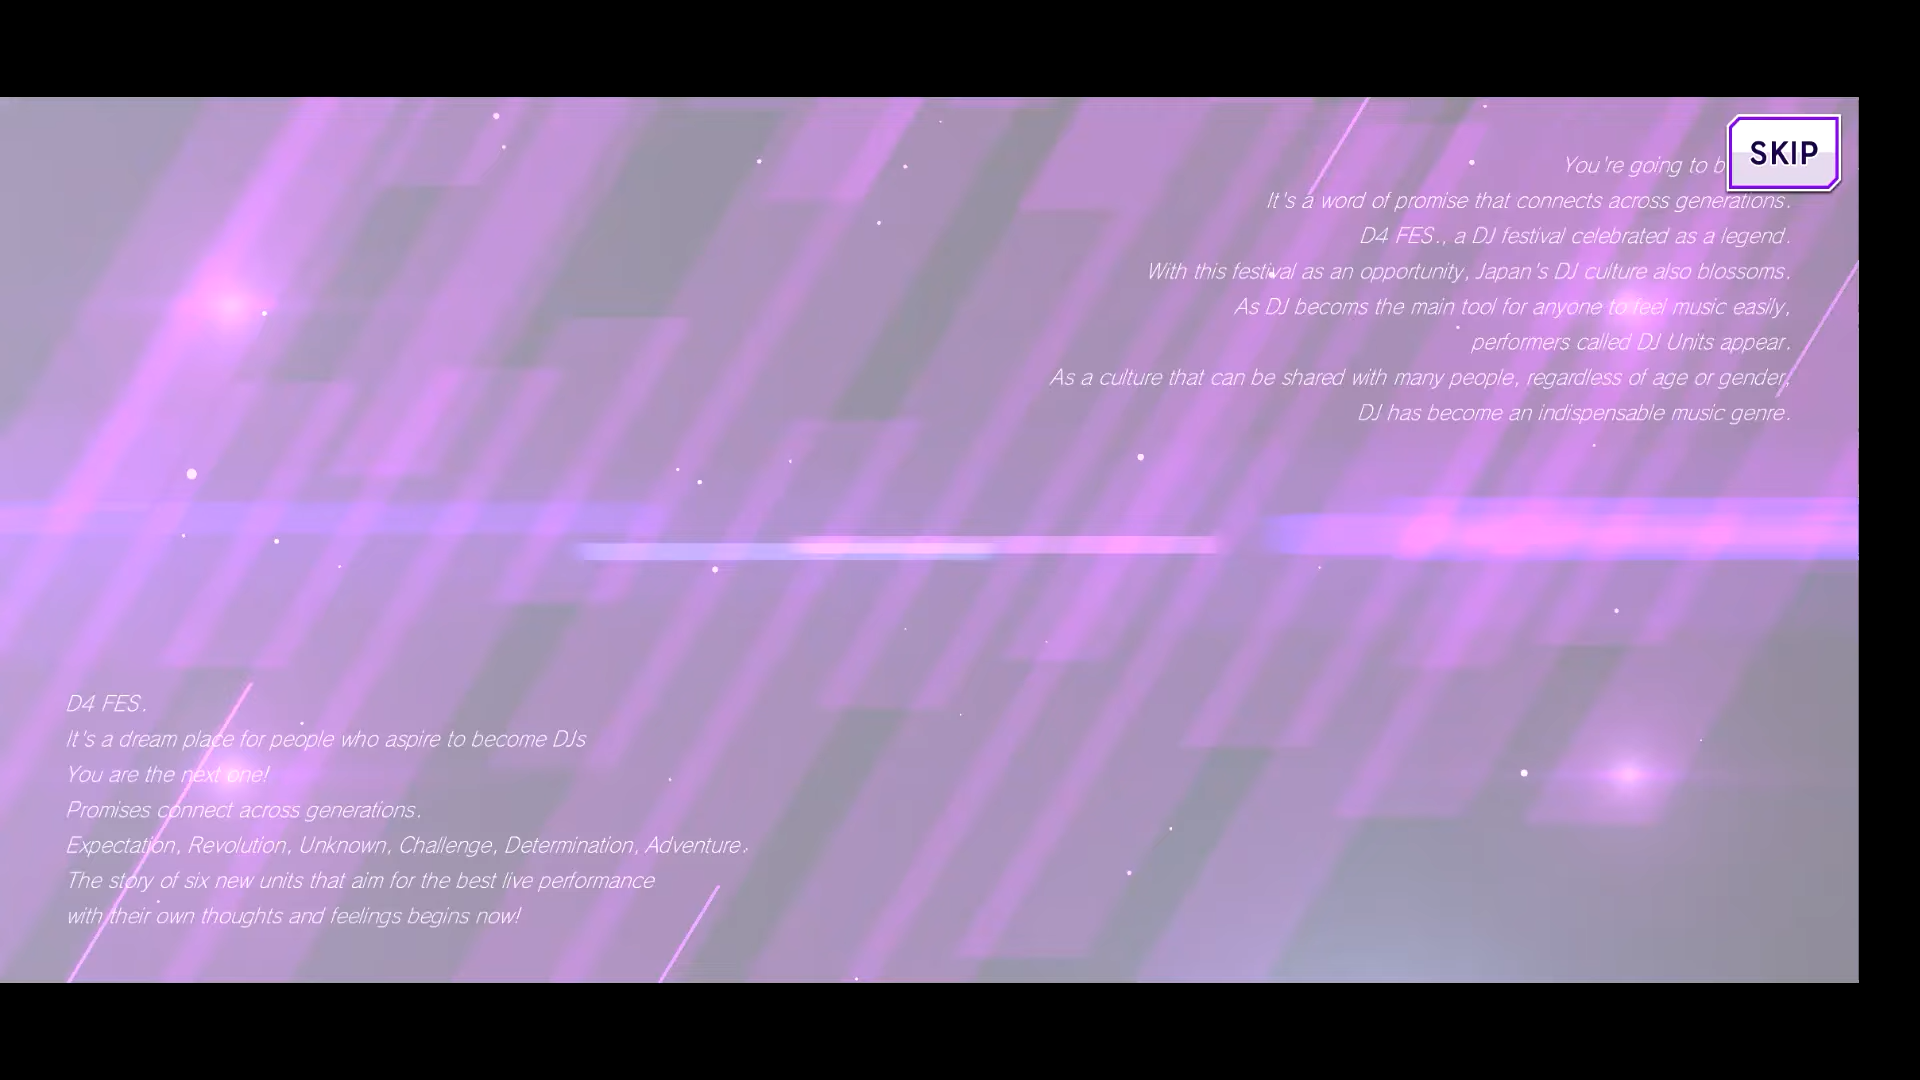 SKIP
You're going to b
It's a word of promise that connects across generations.
D4 FES., a DJ festival celebrated as a legend.
With this festival as an opportunity, Japan's DJ culture also blossoms.
As DJ becoms the main tool for anyone to feel music easily,
performers called DJ Units appear.
As a culture that can be shared with many people, regardless of age or gender,
DJ has become an indispensable music genre.
D4 FES.
It's a dream place for people who aspire to become DJs
You are the next one!
Promises connect across generations.
Expectation, Revolution, Unknown, Challenge, Determination, Adventure.
The story of six new units that aim for the best live performance
with their own thoughts and feelings begins now!